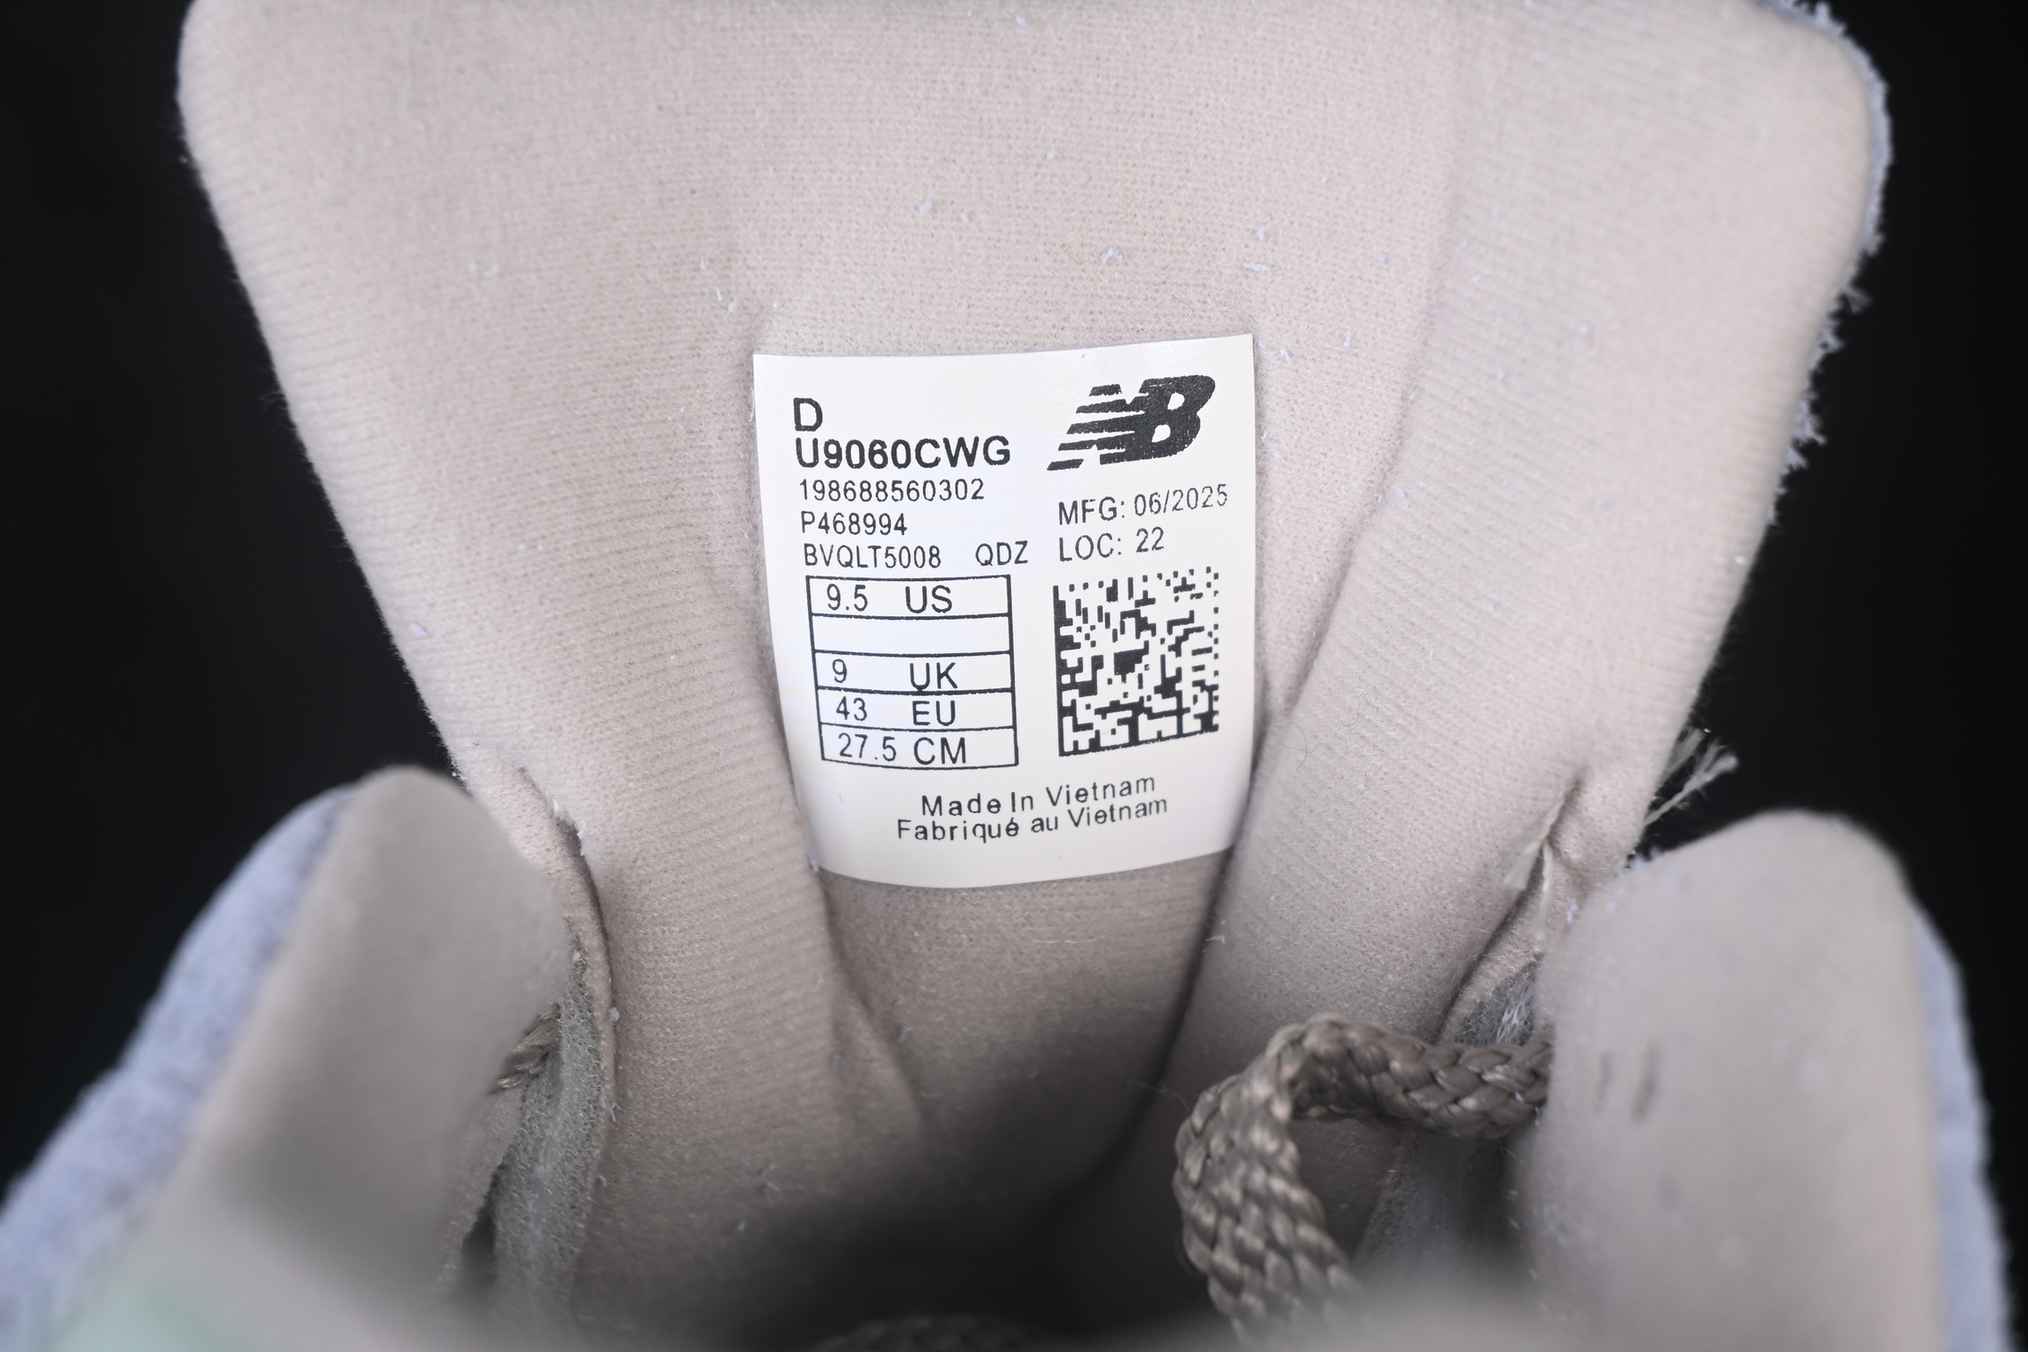 D
U9060CWG
198688560302
P468994
BVQLT5008 QDZ
NB
MFG: 06/2025
LOC: 22
9.5 US
9 UK
43 EU
27.5 CM
Made In Vietnam
Fabriqué au Vietnam